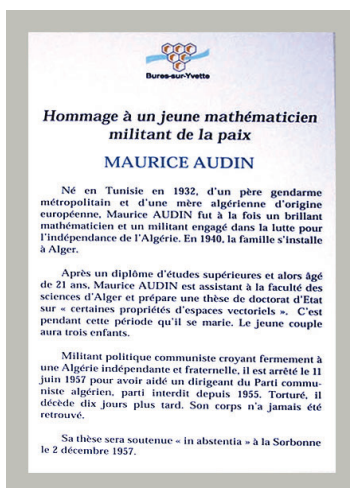 Bures-sur-Yvette
Hommage à un jeune mathématicien
militant de la paix
MAURICE AUDIN
Né en Tunisie en 1932, d'un père gendarme
métropolitain et d'une mère algérienne d'origine
européenne, Maurice AUDIN fut à la fois un brillant
mathématicien et un militant engagé dans la lutte pour
l'indépendance de l'Algérie. En 1940, la famille s'installe
à Alger.
Après un diplôme d'études supérieures et alors âgé
de 21 ans, Maurice AUDIN est assistant à la faculté des
sciences d'Alger et prépare une thèse de doctorat d'Etat
sur « certaines propriétés d'espaces vectoriels ». C'est
pendant cette période qu'il se marie. Le jeune couple
aura trois enfants.
Militant politique communiste croyant fermement à
une Algérie indépendante et fraternelle, il est arrêté le 11
juin 1957 pour avoir aidé un dirigeant du Parti commu-
niste algérien, parti interdit depuis 1955. Torturé, il
décède dix jours plus tard. Son corps n'a jamais été
retrouvé.
Sa thèse sera soutenue « in abstentia » à la Sorbonne
le 2 décembre 1957.